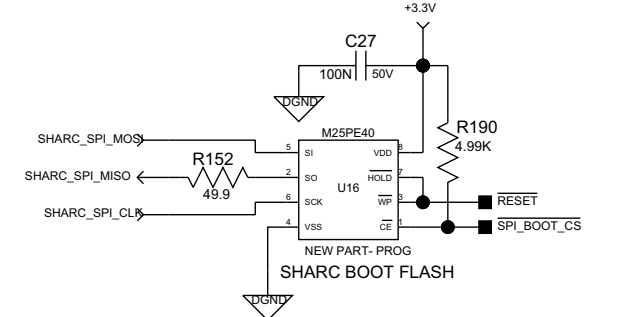 +3.3V
C27
100N
50V
DGND
M25PE40
R190
4.99K
SHARC_SPI_MOSI
5
SI
VDD
8
R152
SHARC_SPI_MISO
49.9
2
SO
HOLD
7
U16
SHARC_SPI_CLK
6
SCK
WP
3
RESET
4
VSS
CE
1
SPI_BOOT_CS
NEW PART- PROG
SHARC BOOT FLASH
DGND